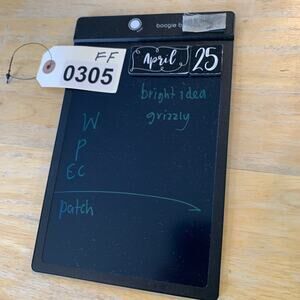 boogie b
FF
0305
April 25
bright idea
grizzly
W
P
EC
patch